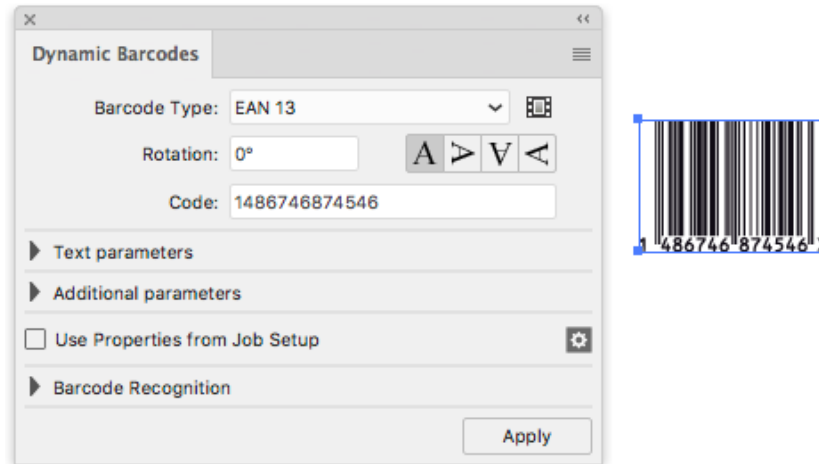 Dynamic Barcodes
Barcode Type: EAN 13
Rotation: 0° A A A A
Code: 1486746874546
Text parameters
Additional parameters
Use Properties from Job Setup
Barcode Recognition
Apply
1 486746 874546